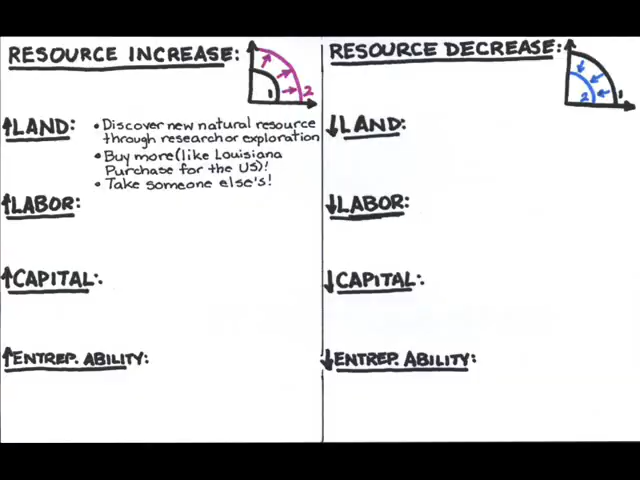 RESOURCE INCREASE:
1
2
↑LAND:
• Discover new natural resource
through research or exploration
• Buy more (like Louisiana
Purchase for the US)!
• Take someone else's!
↑LABOR:
↑CAPITAL:
↑ENTREP. ABILITY:
RESOURCE DECREASE:
2
1
↓LAND:
↓LABOR:
↓CAPITAL:
↓ENTREP. ABILITY: